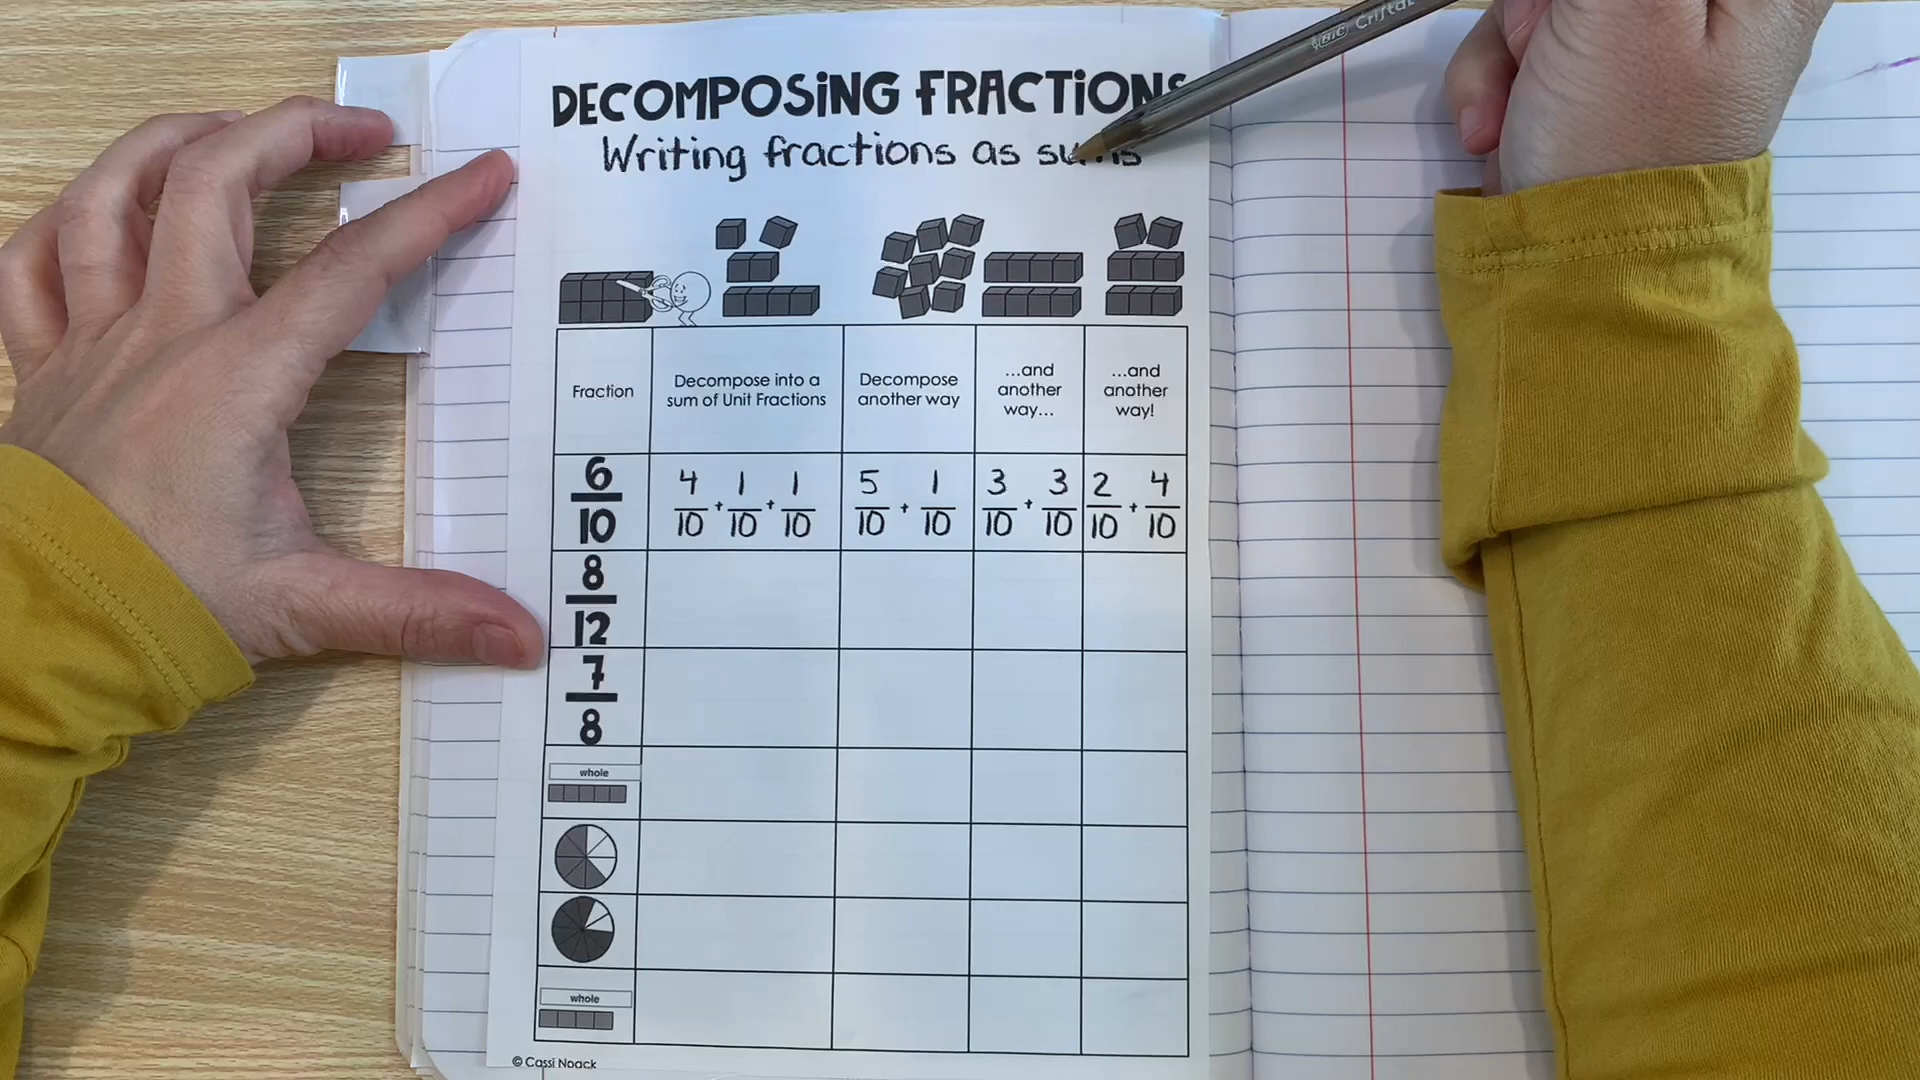 DECOMPOSiNG FRACTiONS
Writing fractions as sums
BIC Cristal
Fraction
Decompose into a
sum of Unit Fractions
Decompose
another way
...and
another
way...
...and
another
way!
6/10
4/10 + 1/10 + 1/10
5/10 + 1/10
3/10 + 3/10
2/10 + 4/10
8/12
7/8
whole
whole
© Cassi Noack